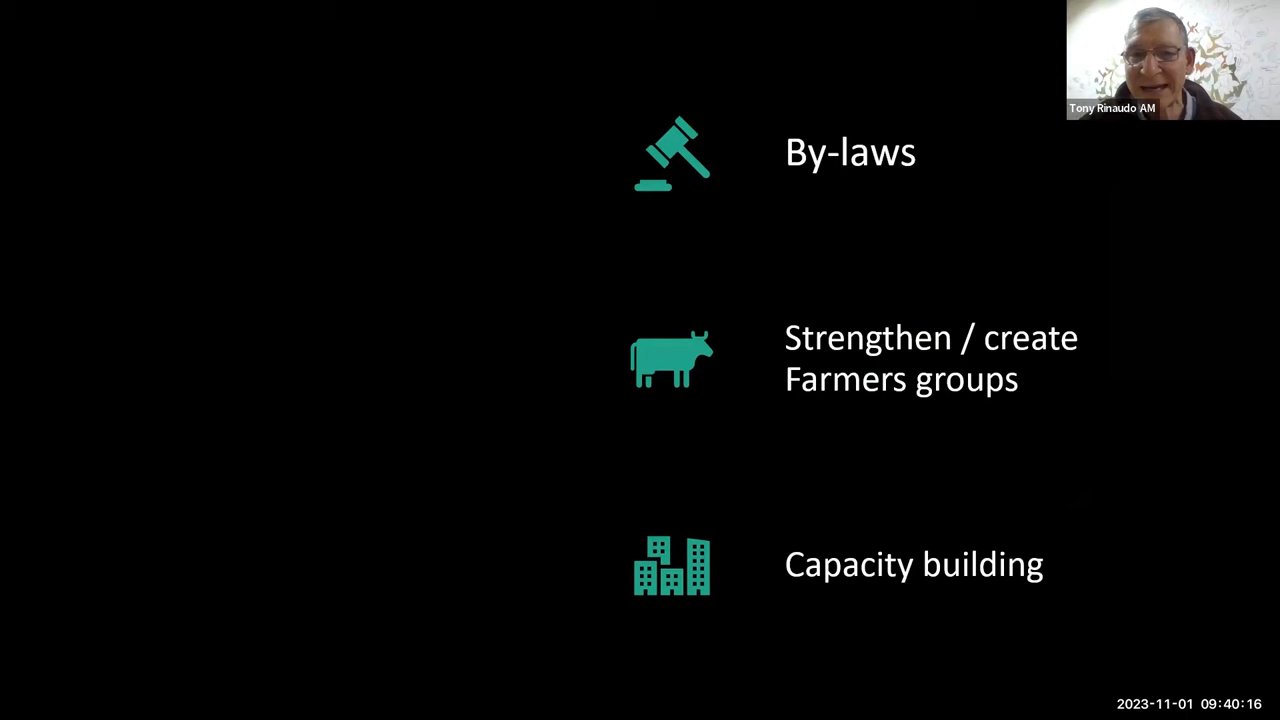 Tony Rinaudo AM
By-laws
Strengthen / create
Farmers groups
Capacity building
2023-11-01 09:40:16